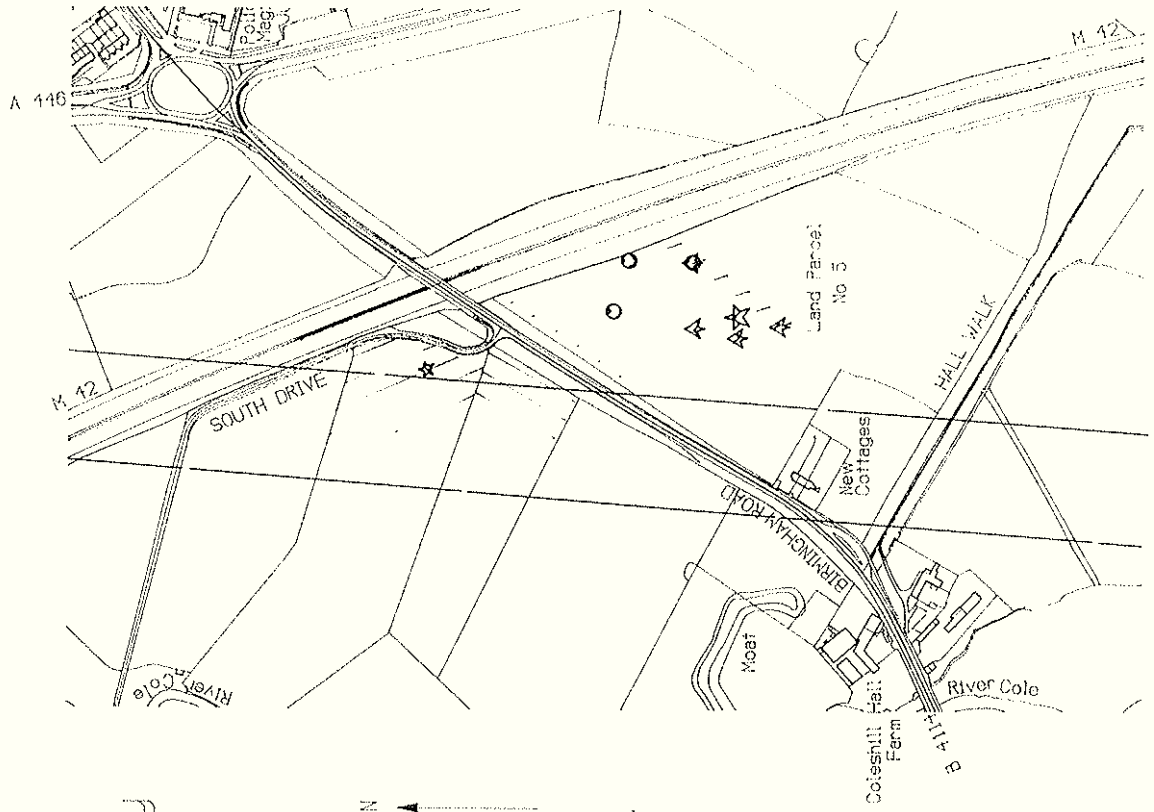 A 446
M 42
Land Parcel
No 5
HALL WALK
M 42
SOUTH DRIVE
New
Cottages
BIRMINGHAM ROAD
Moat
River Cole
River Cole
Coleshill Hall
Farm
B 4114
N